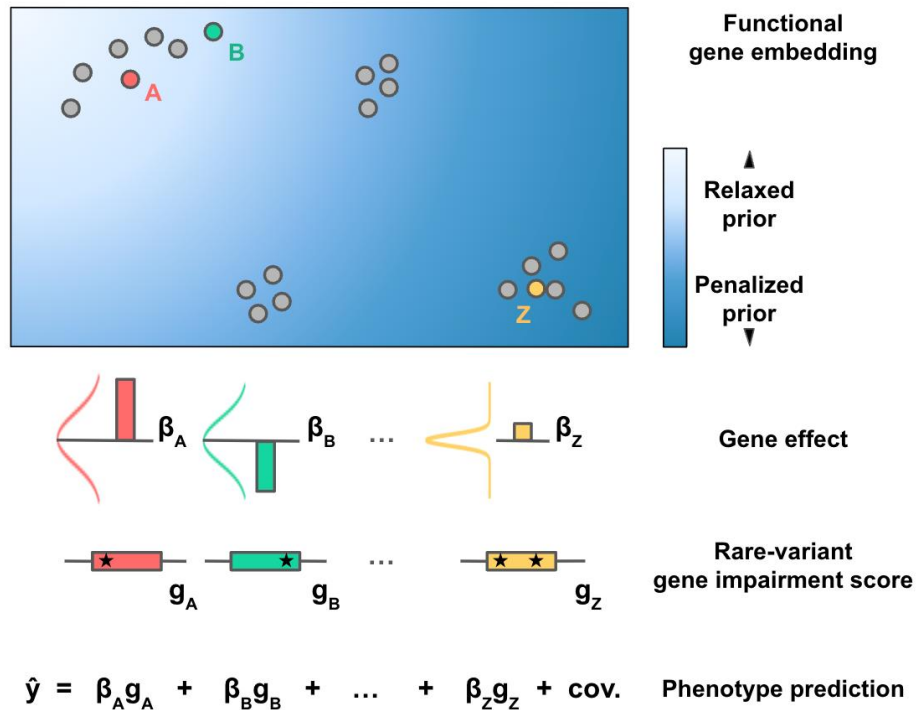 Functional
gene embedding
B
A
Relaxed
prior
Penalized
prior
Z
β_A
β_B
...
β_Z
Gene effect
...
Rare-variant
gene impairment score
g_A
g_B
g_Z
ŷ = β_A g_A + β_B g_B + ... + β_Z g_Z + cov.
Phenotype prediction